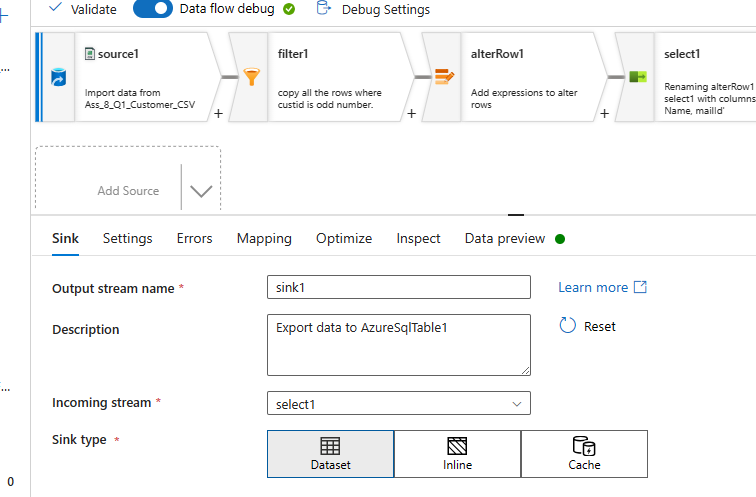 Validate
Data flow debug
Debug Settings
source1
Import data from
Ass_8_Q1_Customer_CSV
+
filter1
copy all the rows where
custid is odd number.
+
alterRow1
Add expressions to alter
rows
+
select1
Renaming alterRow1
select1 with columns
Name, mailId'
Add Source
Sink
Settings
Errors
Mapping
Optimize
Inspect
Data preview
Output stream name *
sink1
Learn more
Description
Export data to AzureSqlTable1
Reset
Incoming stream *
select1
Sink type *
Dataset
Inline
Cache
...
...
0